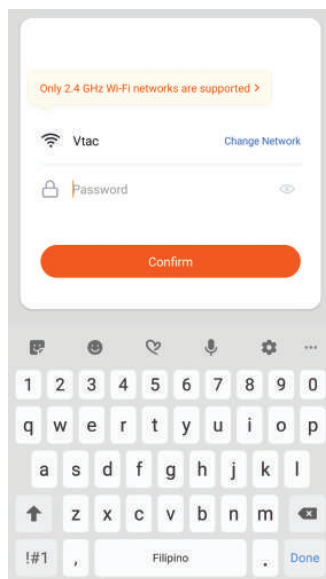 Only 2.4 GHz Wi-Fi networks are supported >
Vtac Change Network
Password
Confirm
1 2 3 4 5 6 7 8 9 0
q w e r t y u i o p
a s d f g h j k l
z x c v b n m
!#1 , Filipino . Done